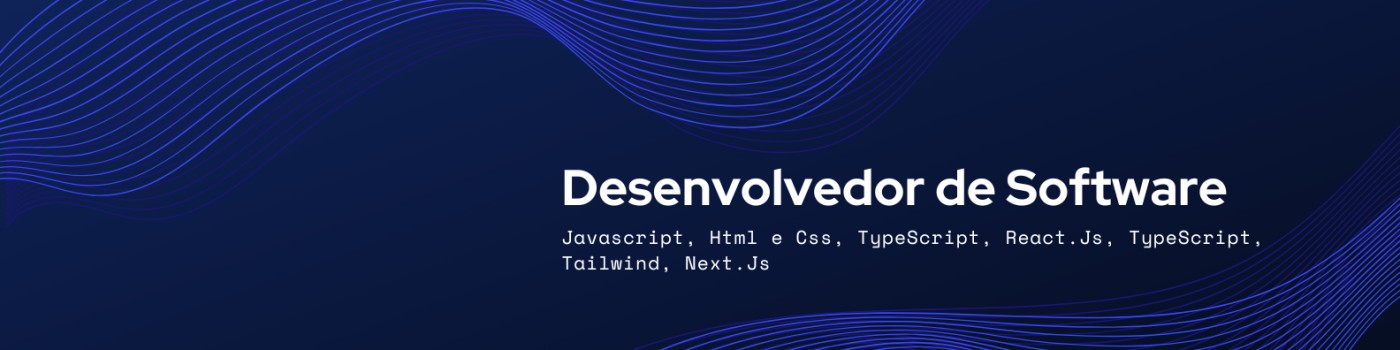 Desenvolvedor de Software
Javascript, Html e Css, TypeScript, React.Js, TypeScript,
Tailwind, Next.Js